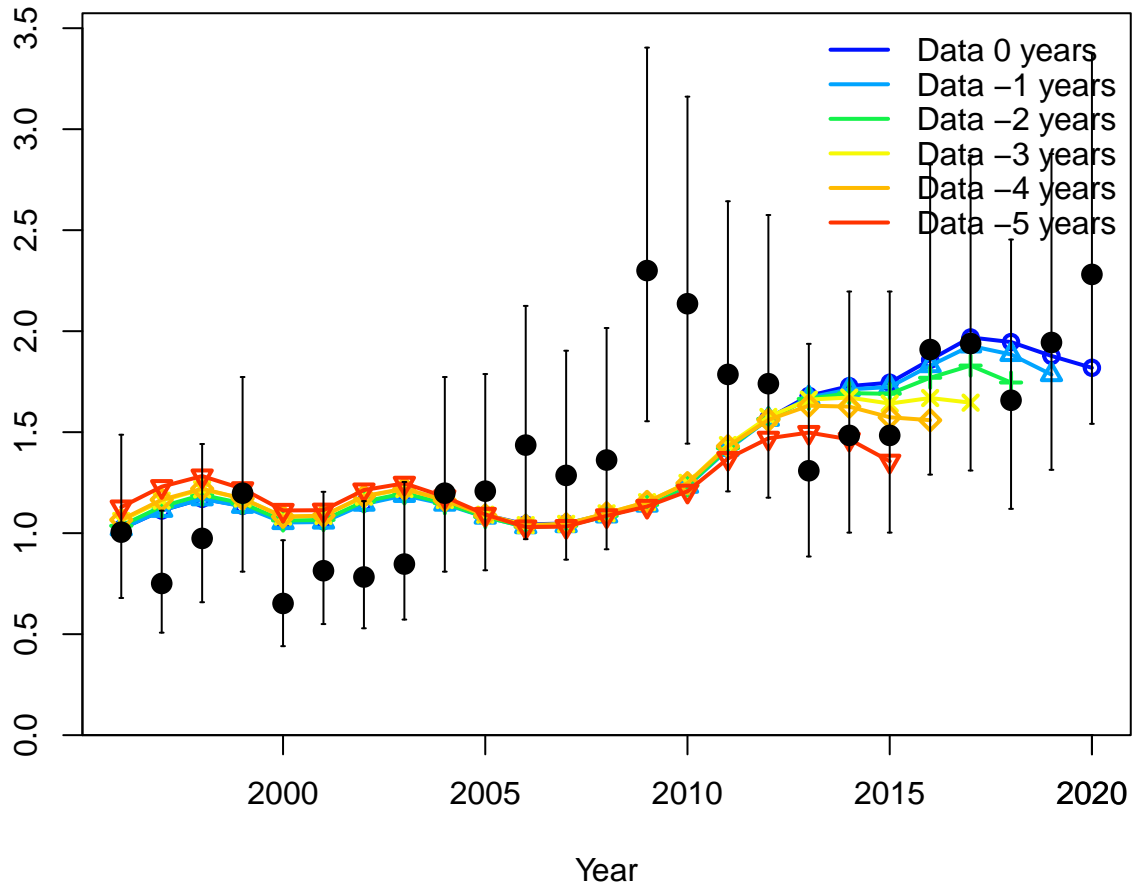 3.5
3.0
2.5
2.0
1.5
1.0
0.5
0.0
Data 0 years
Data −1 years
Data −2 years
Data −3 years
Data −4 years
Data −5 years
2000 2005 2010 2015 2020
Year